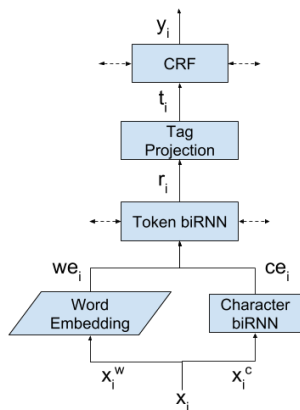 y_i
CRF
t_i
Tag
Projection
r_i
Token biRNN
we_i ce_i
Word
Embedding
Character
biRNN
x_i^w x_i^c
x_i